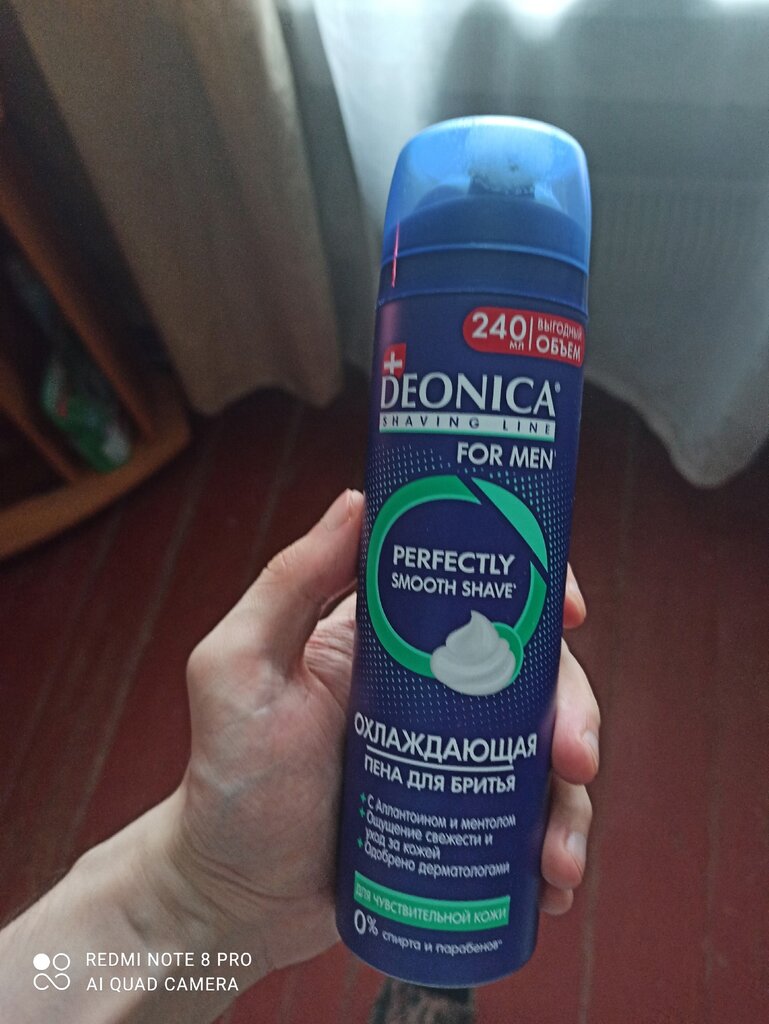 240 мл ВЫГОДНЫЙ ОБЪЕМ
DEONICA®
SHAVING LINE
FOR MEN
PERFECTLY
SMOOTH SHAVE*
ОХЛАЖДАЮЩАЯ
ПЕНА ДЛЯ БРИТЬЯ
+ С Аллантоином и ментолом
+ Ощущение свежести и
уход за кожей
+ Одобрено дерматологами
ДЛЯ ЧУВСТВИТЕЛЬНОЙ КОЖИ
0% спирта и парабенов*
REDMI NOTE 8 PRO
AI QUAD CAMERA